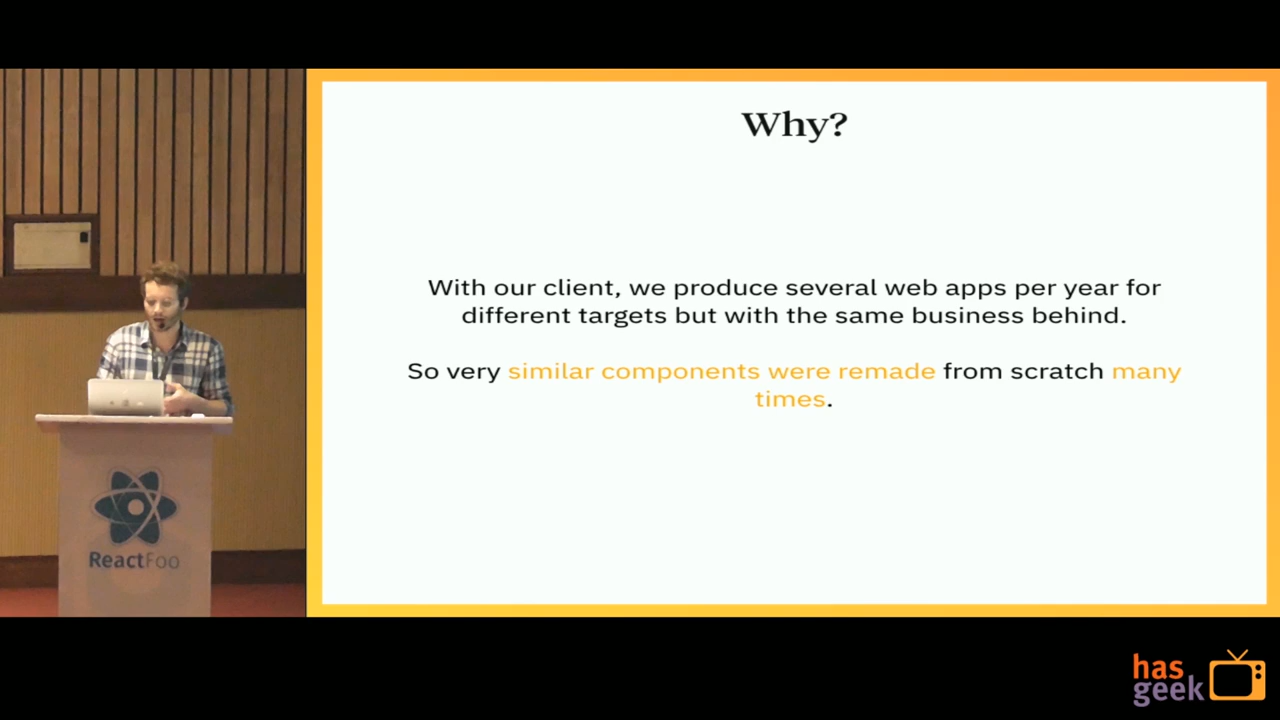 Why?
With our client, we produce several web apps per year for
different targets but with the same business behind.
So very similar components were remade from scratch many
times.
ReactFoo
has
geek